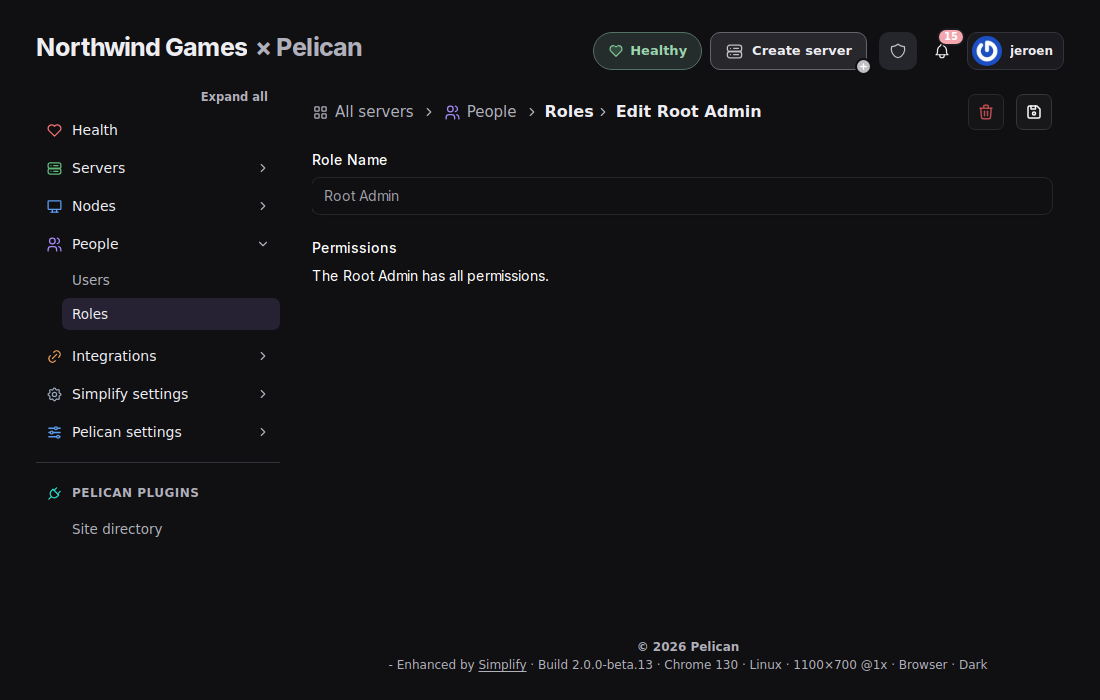 Northwind Games × Pelican
Healthy
Create server
15
jeroen
Expand all
Health
Servers
Nodes
People
Users
Roles
Integrations
Simplify settings
Pelican settings
PELICAN PLUGINS
Site directory
All servers › People › Roles › Edit Root Admin
Role Name
Root Admin
Permissions
The Root Admin has all permissions.
© 2026 Pelican
- Enhanced by Simplify · Build 2.0.0-beta.13 · Chrome 130 · Linux · 1100×700 @1x · Browser · Dark